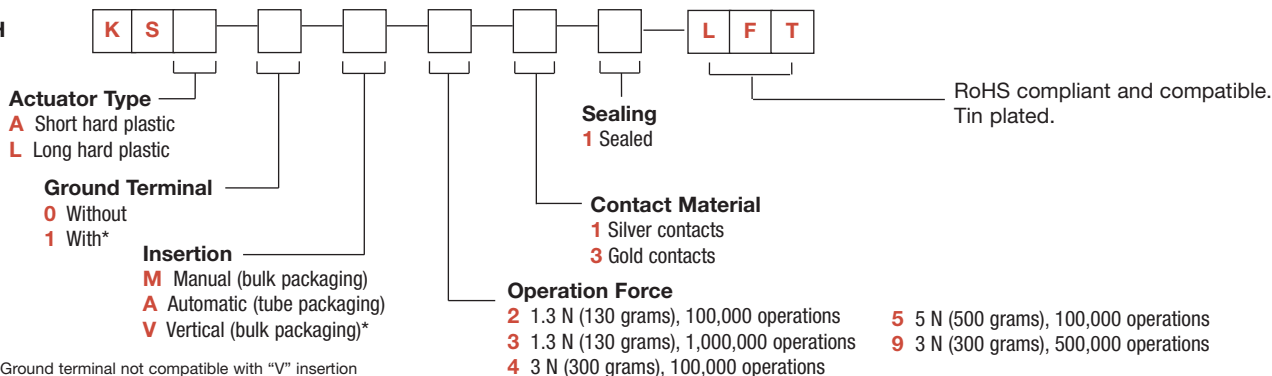 H
K S L F T
Actuator Type
A Short hard plastic
L Long hard plastic
Ground Terminal
0 Without
1 With*
Insertion
M Manual (bulk packaging)
A Automatic (tube packaging)
V Vertical (bulk packaging)*
Ground terminal not compatible with “V” insertion
Operation Force
2 1.3 N (130 grams), 100,000 operations
3 1.3 N (130 grams), 1,000,000 operations
4 3 N (300 grams), 100,000 operations
5 5 N (500 grams), 100,000 operations
9 3 N (300 grams), 500,000 operations
Contact Material
1 Silver contacts
3 Gold contacts
Sealing
1 Sealed
RoHS compliant and compatible.
Tin plated.